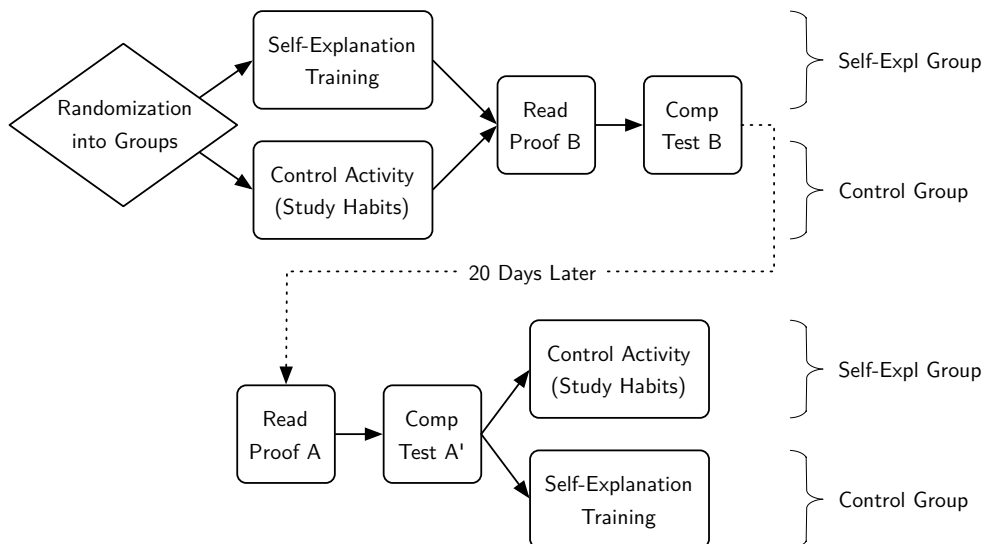 Self-Explanation
Training
Self-Expl Group
Randomization
into Groups
Read
Proof B
Comp
Test B
Control Activity
(Study Habits)
Control Group
20 Days Later
Control Activity
(Study Habits)
Self-Expl Group
Read
Proof A
Comp
Test A'
Self-Explanation
Training
Control Group